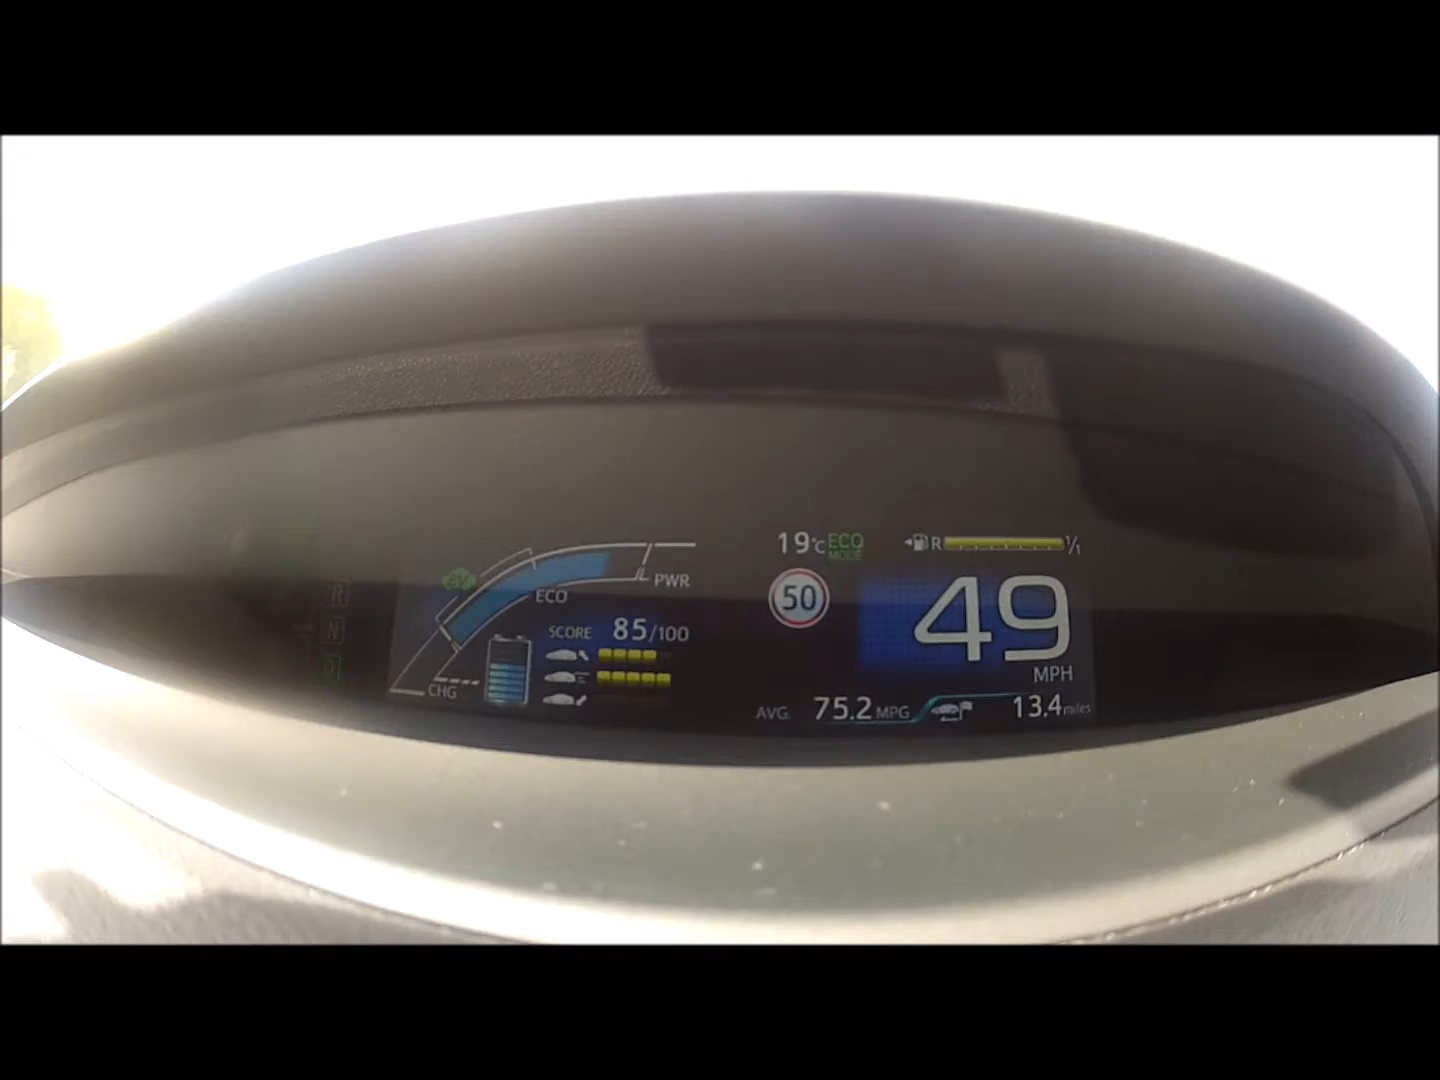 19°C ECO MODE R 1/1
R
N
D
EV
ECO
PWR
CHG
SCORE 85/100
50
49
MPH
AVG. 75.2 MPG
13.4 miles